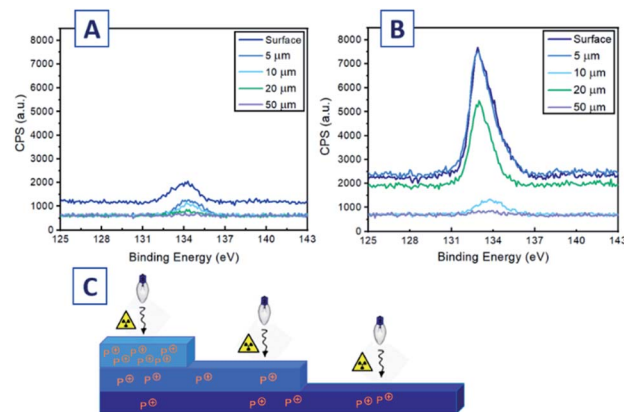 A
B
Surface
5 μm
10 μm
20 μm
50 μm
Surface
5 μm
10 μm
20 μm
50 μm
CPS (a.u.)
8000
7000
6000
5000
4000
3000
2000
1000
0
CPS (a.u.)
8000
7000
6000
5000
4000
3000
2000
1000
0
125 128 131 134 137 140 143
125 128 131 134 137 140 143
Binding Energy (eV)
Binding Energy (eV)
C
P+ P+ P+ P+
P+ P+ P+
P+ P+ P+ P+
P+ P+ P+ P+ P+